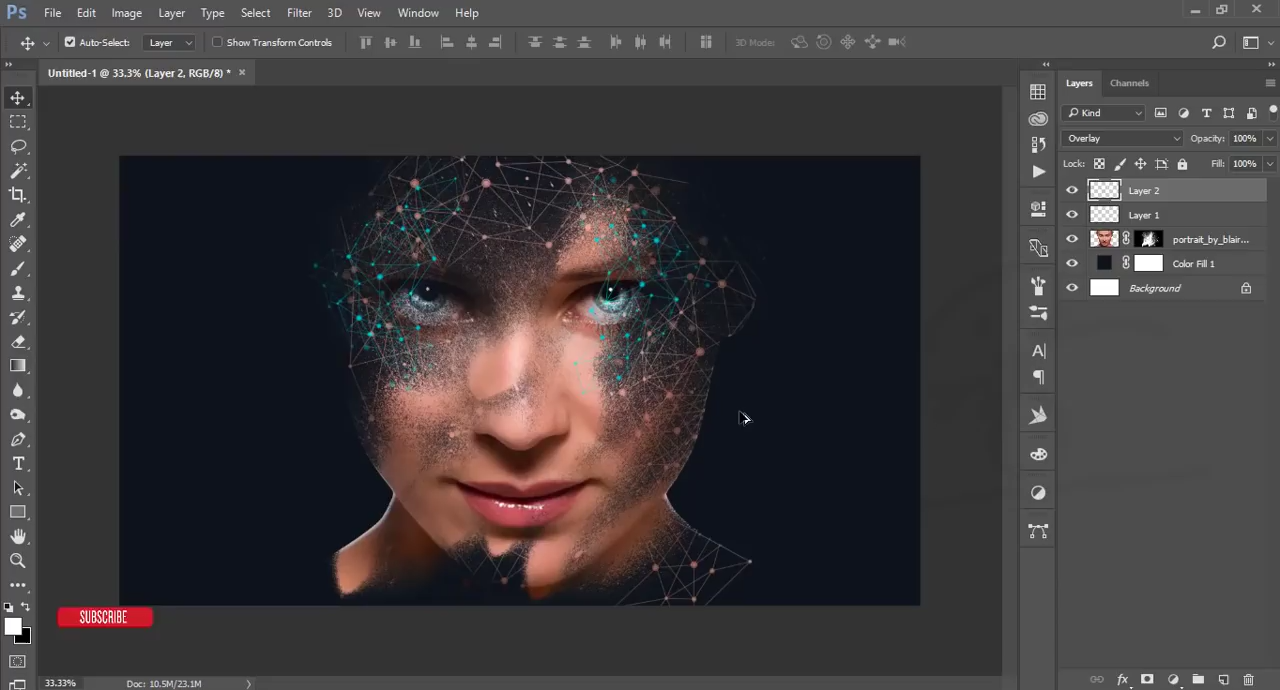 Ps File Edit Image Layer Type Select Filter 3D View Window Help
Auto-Select: Layer Show Transform Controls 3D Mode:
Untitled-1 @ 33.3% (Layer 2, RGB/8) *
Layers Channels
Kind
Overlay Opacity: 100%
Lock: Fill: 100%
Layer 2
Layer 1
portrait_by_blair...
Color Fill 1
Background
SUBSCRIBE
33.33% Doc: 10.5M/23.1M